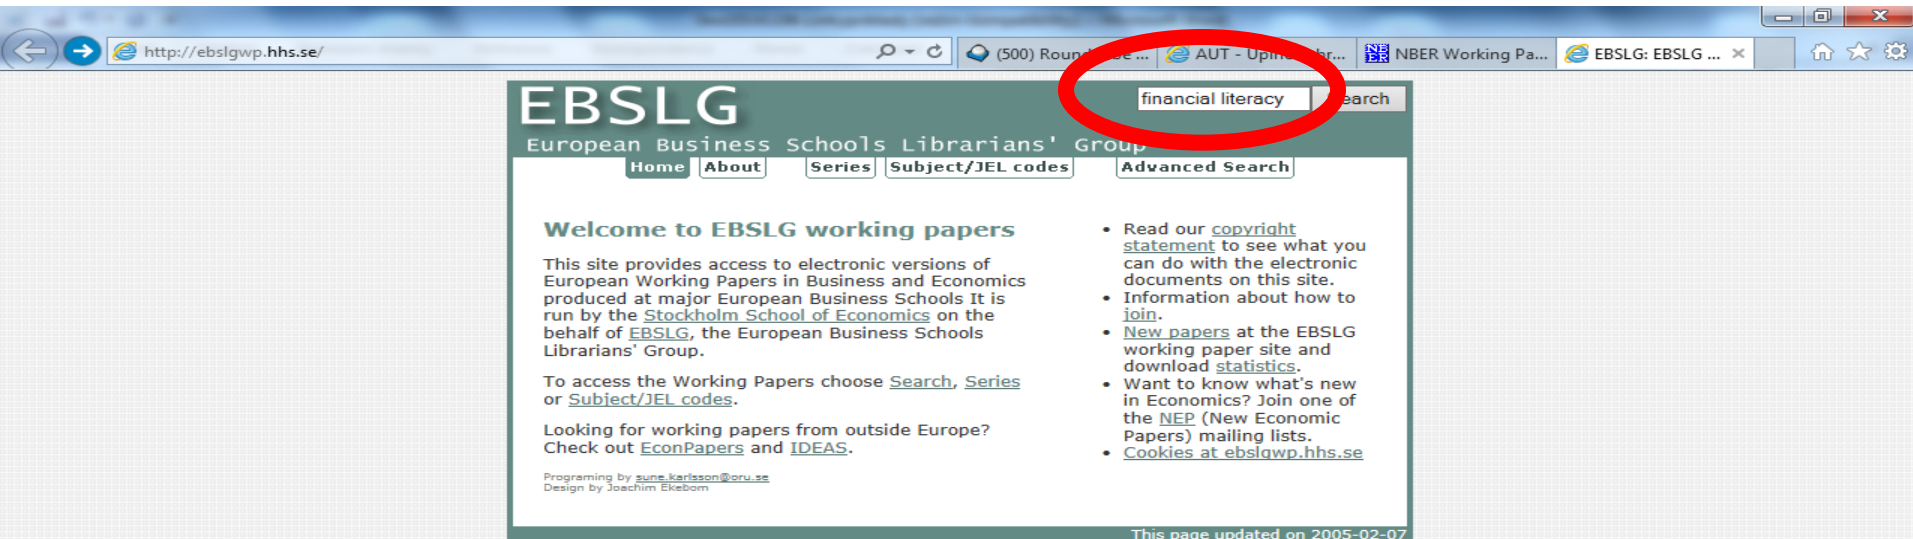 http://ebslgwp.hhs.se/
(500) Round
...
AUT - Up
...
NBER Working Pa...
EBSLG: EBSLG ...
EBSLG
financial literacy
European Business Schools Librarians' Group
Home About Series Subject/JEL codes Advanced Search
Welcome to EBSLG working papers
This site provides access to electronic versions of
European Working Papers in Business and Economics
produced at major European Business Schools It is
run by the Stockholm School of Economics on the
behalf of EBSLG, the European Business Schools
Librarians' Group.
To access the Working Papers choose Search, Series
or Subject/JEL codes.
Looking for working papers from outside Europe?
Check out EconPapers and IDEAS.
Programing by sune.karlsson@oru.se
Design by Joachim Ekebom
• Read our copyright
statement to see what you
can do with the electronic
documents on this site.
• Information about how to
join.
• New papers at the EBSLG
working paper site and
download statistics.
• Want to know what's new
in Economics? Join one of
the NEP (New Economic
Papers) mailing lists.
• Cookies at ebslgwp.hhs.se
This page updated on 2005-02-07